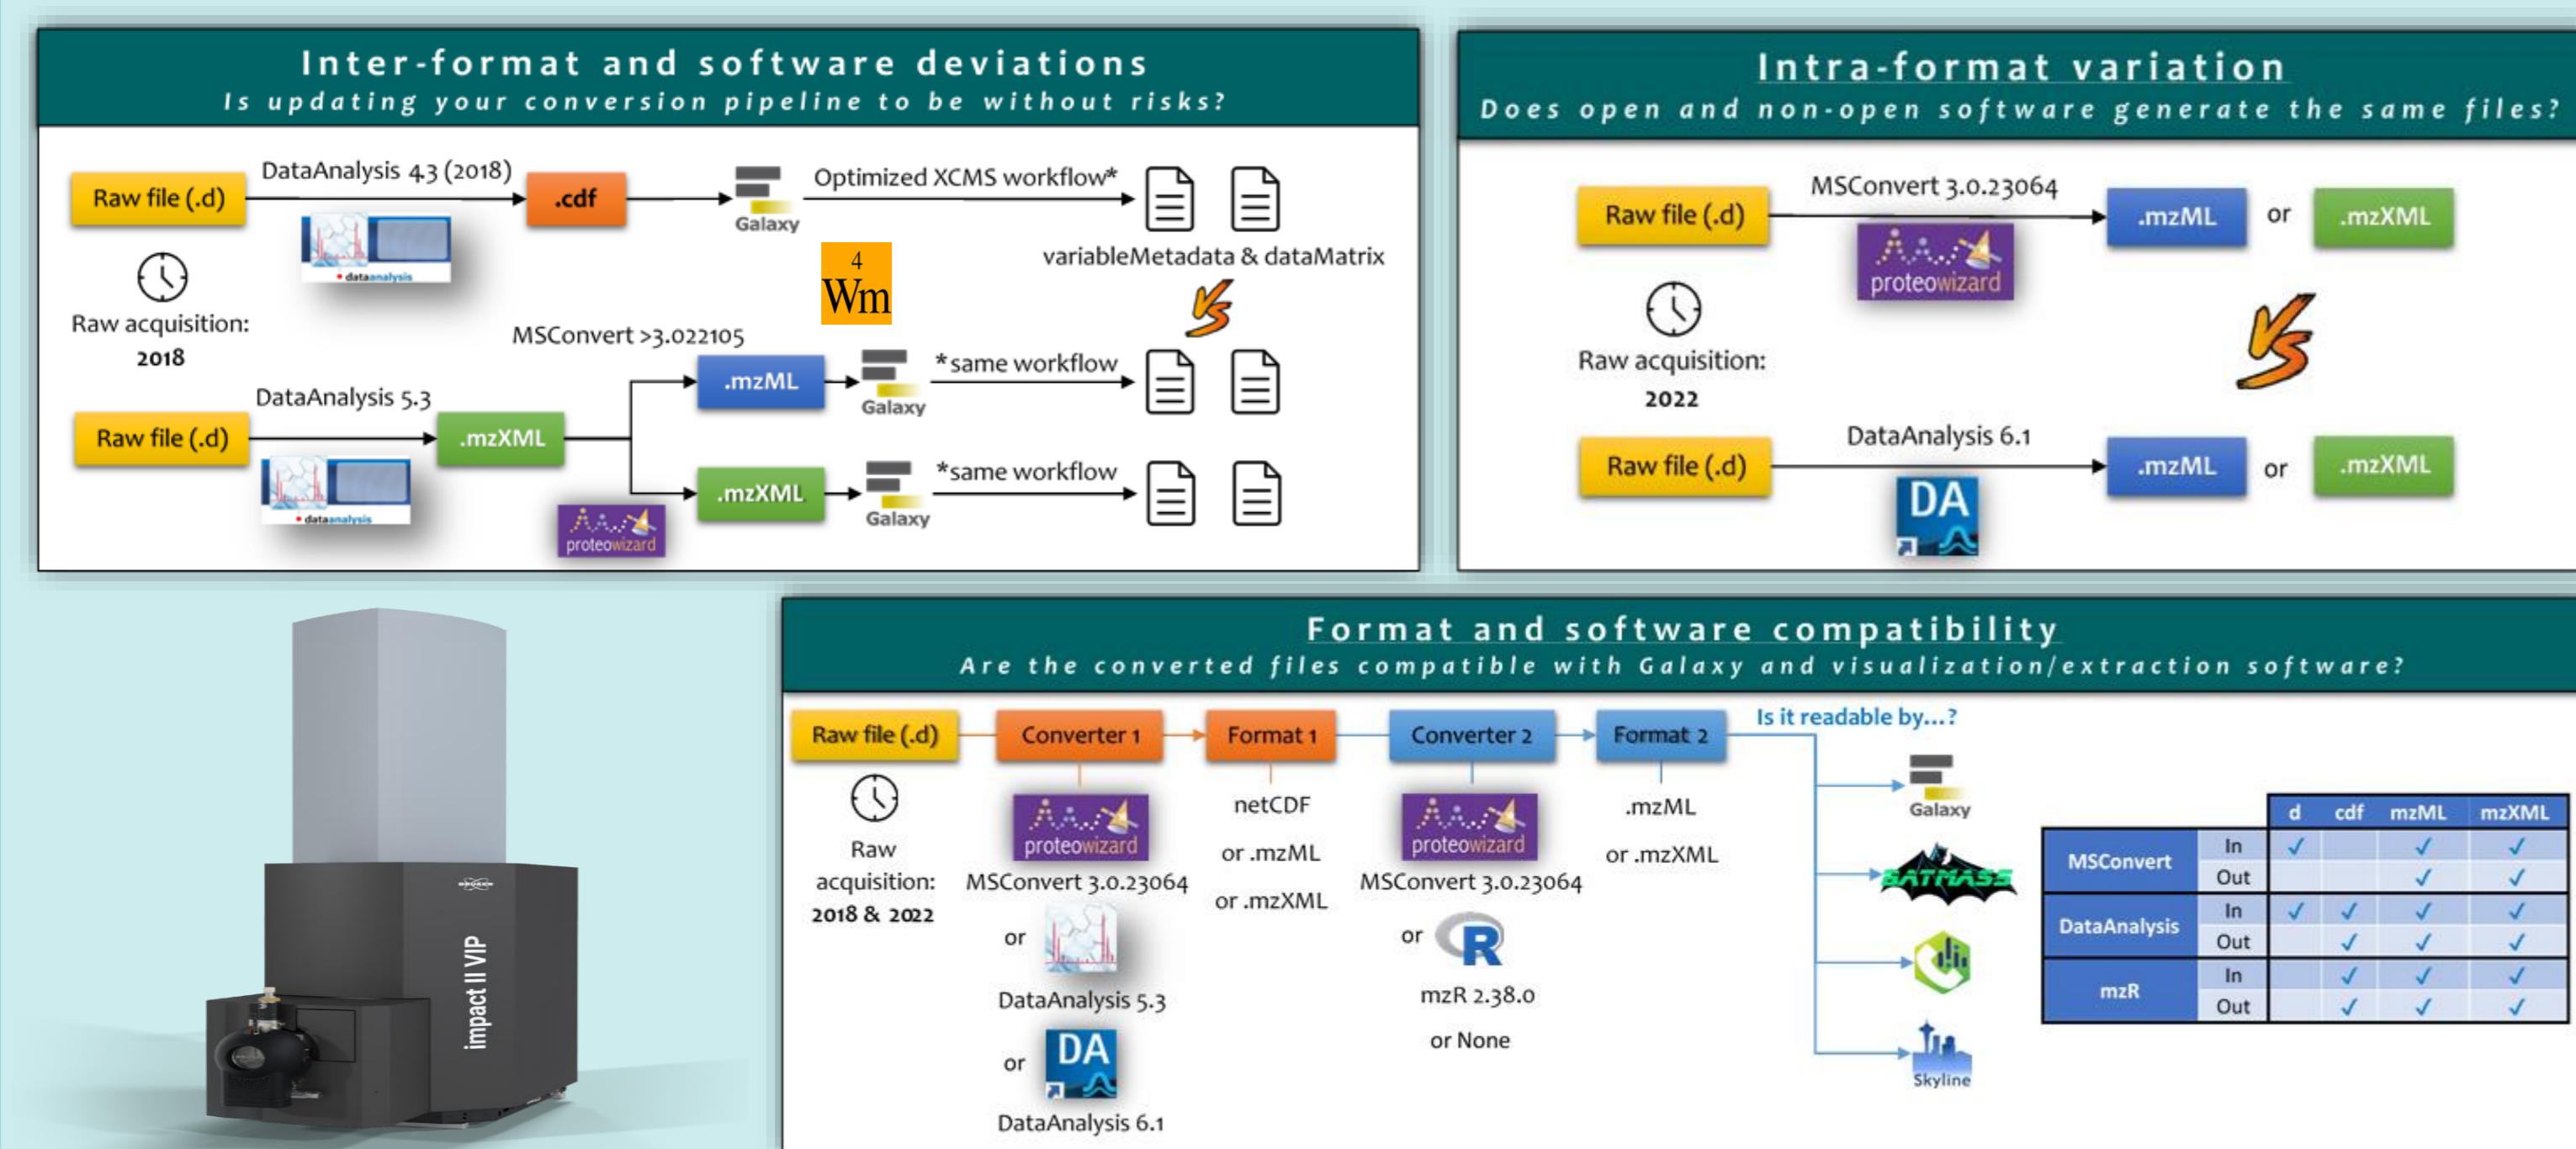 Inter-format and software deviations
Is updating your conversion pipeline to be without risks?
Raw file (.d)
DataAnalysis 4.3 (2018)
dataanalysis
.cdf
Galaxy
Optimized XCMS workflow*
variableMetadata & dataMatrix
4
Wm
VS
Raw acquisition:
2018
Raw file (.d)
DataAnalysis 5.3
dataanalysis
.mzXML
MSConvert >3.022105
proteowizard
.mzML
Galaxy
*same workflow
.mzXML
Galaxy
*same workflow
Intra-format variation
Does open and non-open software generate the same files?
Raw file (.d)
MSConvert 3.0.23064
proteowizard
.mzML
or
.mzXML
Raw acquisition:
2022
VS
Raw file (.d)
DataAnalysis 6.1
DA
.mzML
or
.mzXML
BRUKER
impact II VIP
Format and software compatibility
Are the converted files compatible with Galaxy and visualization/extraction software?
Raw file (.d)
Raw
acquisition:
2018 & 2022
Converter 1
proteowizard
MSConvert 3.0.23064
or
DataAnalysis 5.3
or
DA
DataAnalysis 6.1
Format 1
netCDF
or .mzML
or .mzXML
Converter 2
proteowizard
MSConvert 3.0.23064
or
R
mzR 2.38.0
or None
Format 2
.mzML
or .mzXML
Is it readable by...?
Galaxy
BATMASS
Skyline
d cdf mzML mzXML
MSConvert
In ✓ ✓ ✓
Out ✓ ✓
DataAnalysis
In ✓ ✓ ✓ ✓
Out ✓ ✓ ✓
mzR
In ✓ ✓ ✓
Out ✓ ✓ ✓